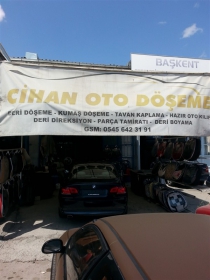 BAŞKENT
CİHAN OTO DÖŞEME
DERİ DÖŞEME - KUMAŞ DÖŞEME - TAVAN KAPLAMA - HAZIR OTO KILIF
DERİ DİREKSİYON - PARÇA TAMİRATI - DERİ BOYAMA
GSM: 0545 642 31 91